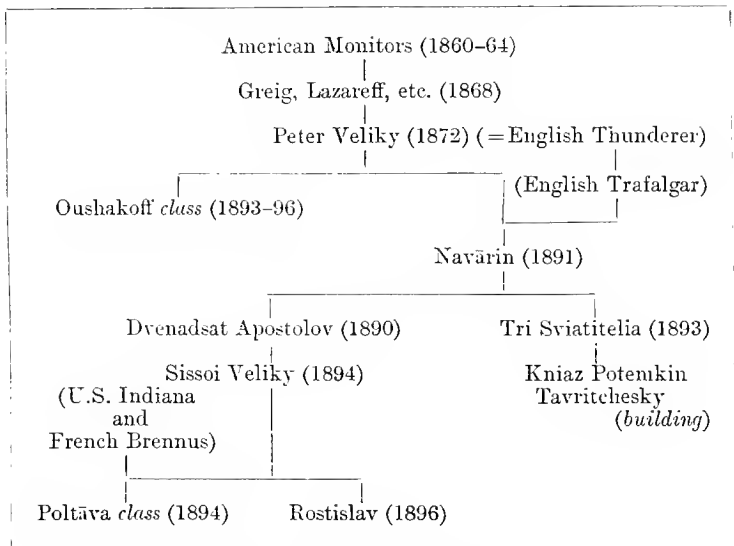 American Monitors (1860–64)
Greig, Lazareff, etc. (1868)
Peter Veliky (1872) (=English Thunderer)
(English Trafalgar)
Oushakoff class (1893–96)
Navārin (1891)
Dvenadsat Apostolov (1890) Tri Sviatitelia (1893)
Sissoi Veliky (1894) Kniaz Potemkin
(U.S. Indiana Tavritchesky
and (building)
French Brennus)
Poltāva class (1894) Rostislav (1896)